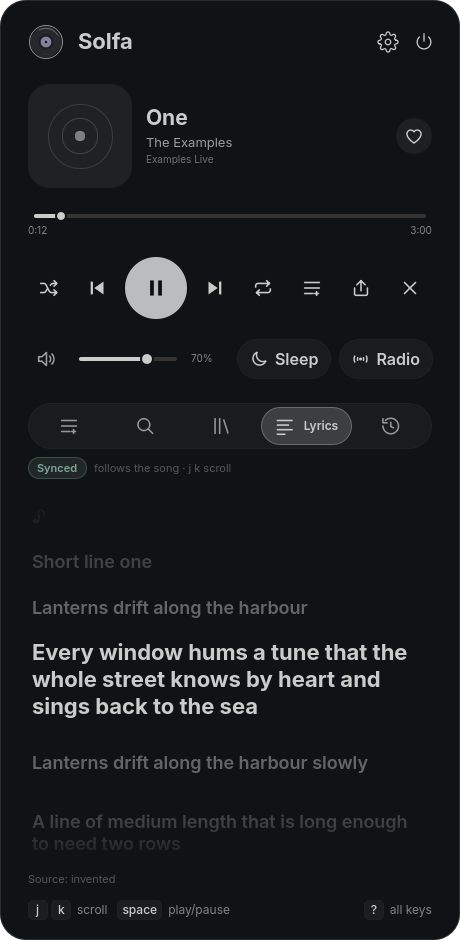 Solfa
One
The Examples
Examples Live
0:12 3:00
70% Sleep Radio
Lyrics
Synced follows the song · j k scroll
♪
Short line one
Lanterns drift along the harbour
Every window hums a tune that the
whole street knows by heart and
sings back to the sea
Lanterns drift along the harbour slowly
A line of medium length that is long enough
to need two rows
Source: invented
j k scroll space play/pause ? all keys